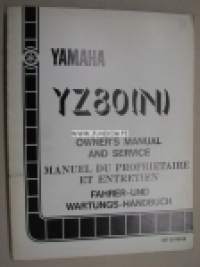 YAMAHA
YZ80(N)
OWNER'S MANUAL
AND SERVICE
MANUEL DU PROPRIETAIRE
ET ENTRETIEN
FAHRER-UND
WARTUNGS-HANDBUCH